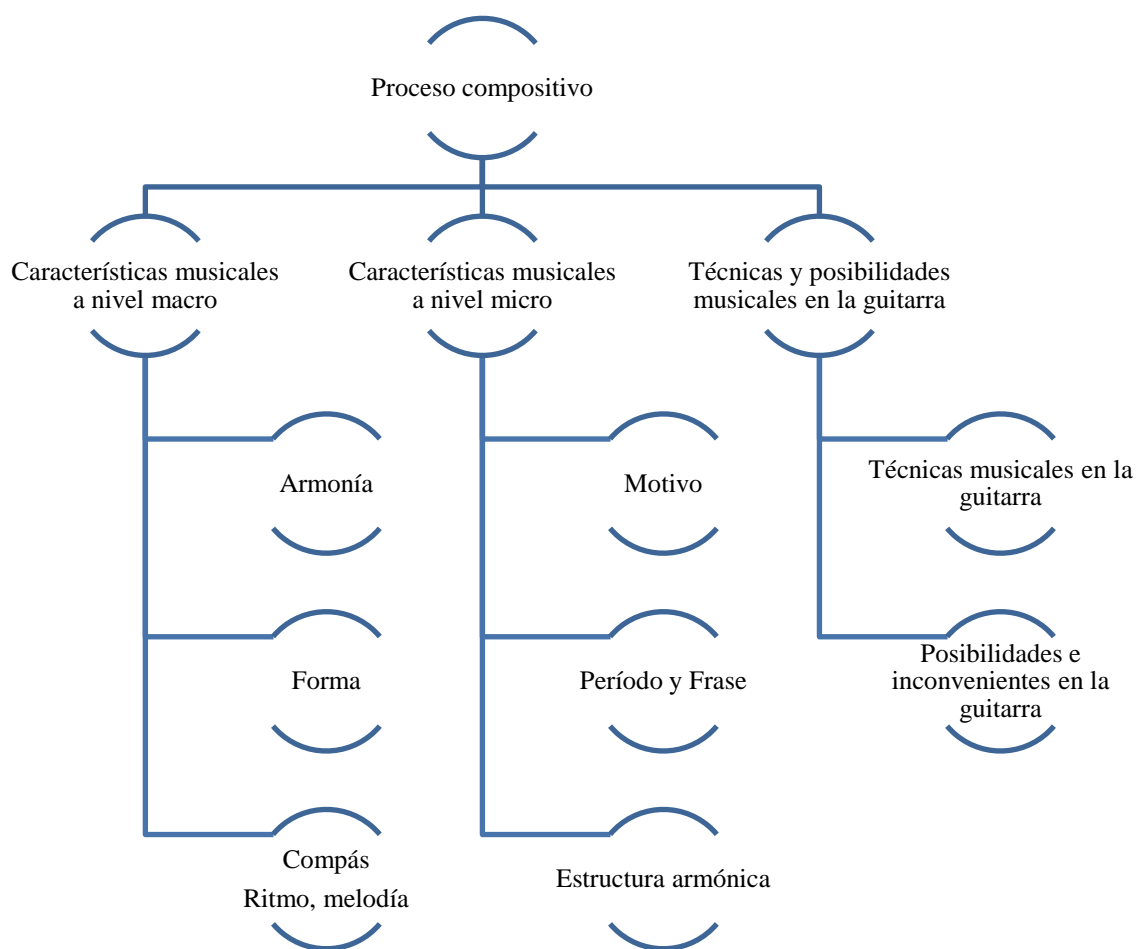 Proceso compositivo
Características musicales
a nivel macro
Características musicales
a nivel micro
Técnicas y posibilidades
musicales en la guitarra
Armonía
Motivo
Técnicas musicales en la
guitarra
Forma
Período y Frase
Posibilidades e
inconvenientes en la
guitarra
Compás
Ritmo, melodía
Estructura armónica